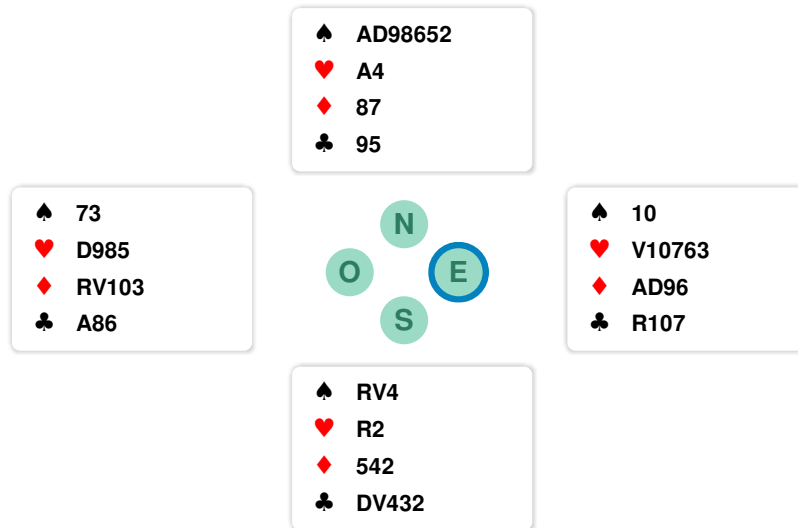 ♠ AD98652
♥ A4
♦ 87
♣ 95
♠ 73
♥ D985
♦ RV103
♣ A86
N
O E
S
♠ 10
♥ V10763
♦ AD96
♣ R107
♠ RV4
♥ R2
♦ 542
♣ DV432